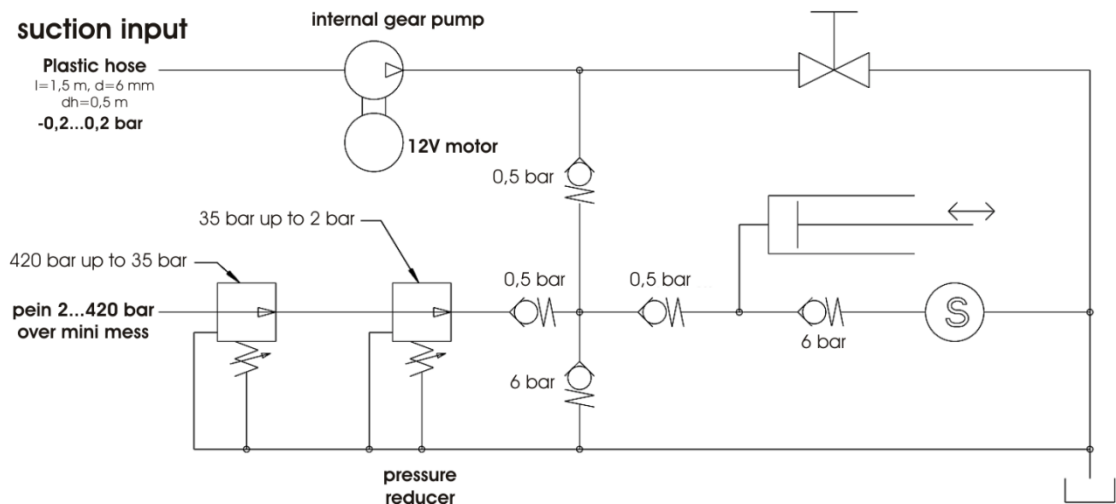 suction input
Plastic hose
l=1,5 m, d=6 mm
dh=0,5 m
-0,2...0,2 bar
internal gear pump
12V motor
0,5 bar
35 bar up to 2 bar
420 bar up to 35 bar
pein 2...420 bar
over mini mess
0,5 bar
0,5 bar
6 bar
S
6 bar
pressure
reducer